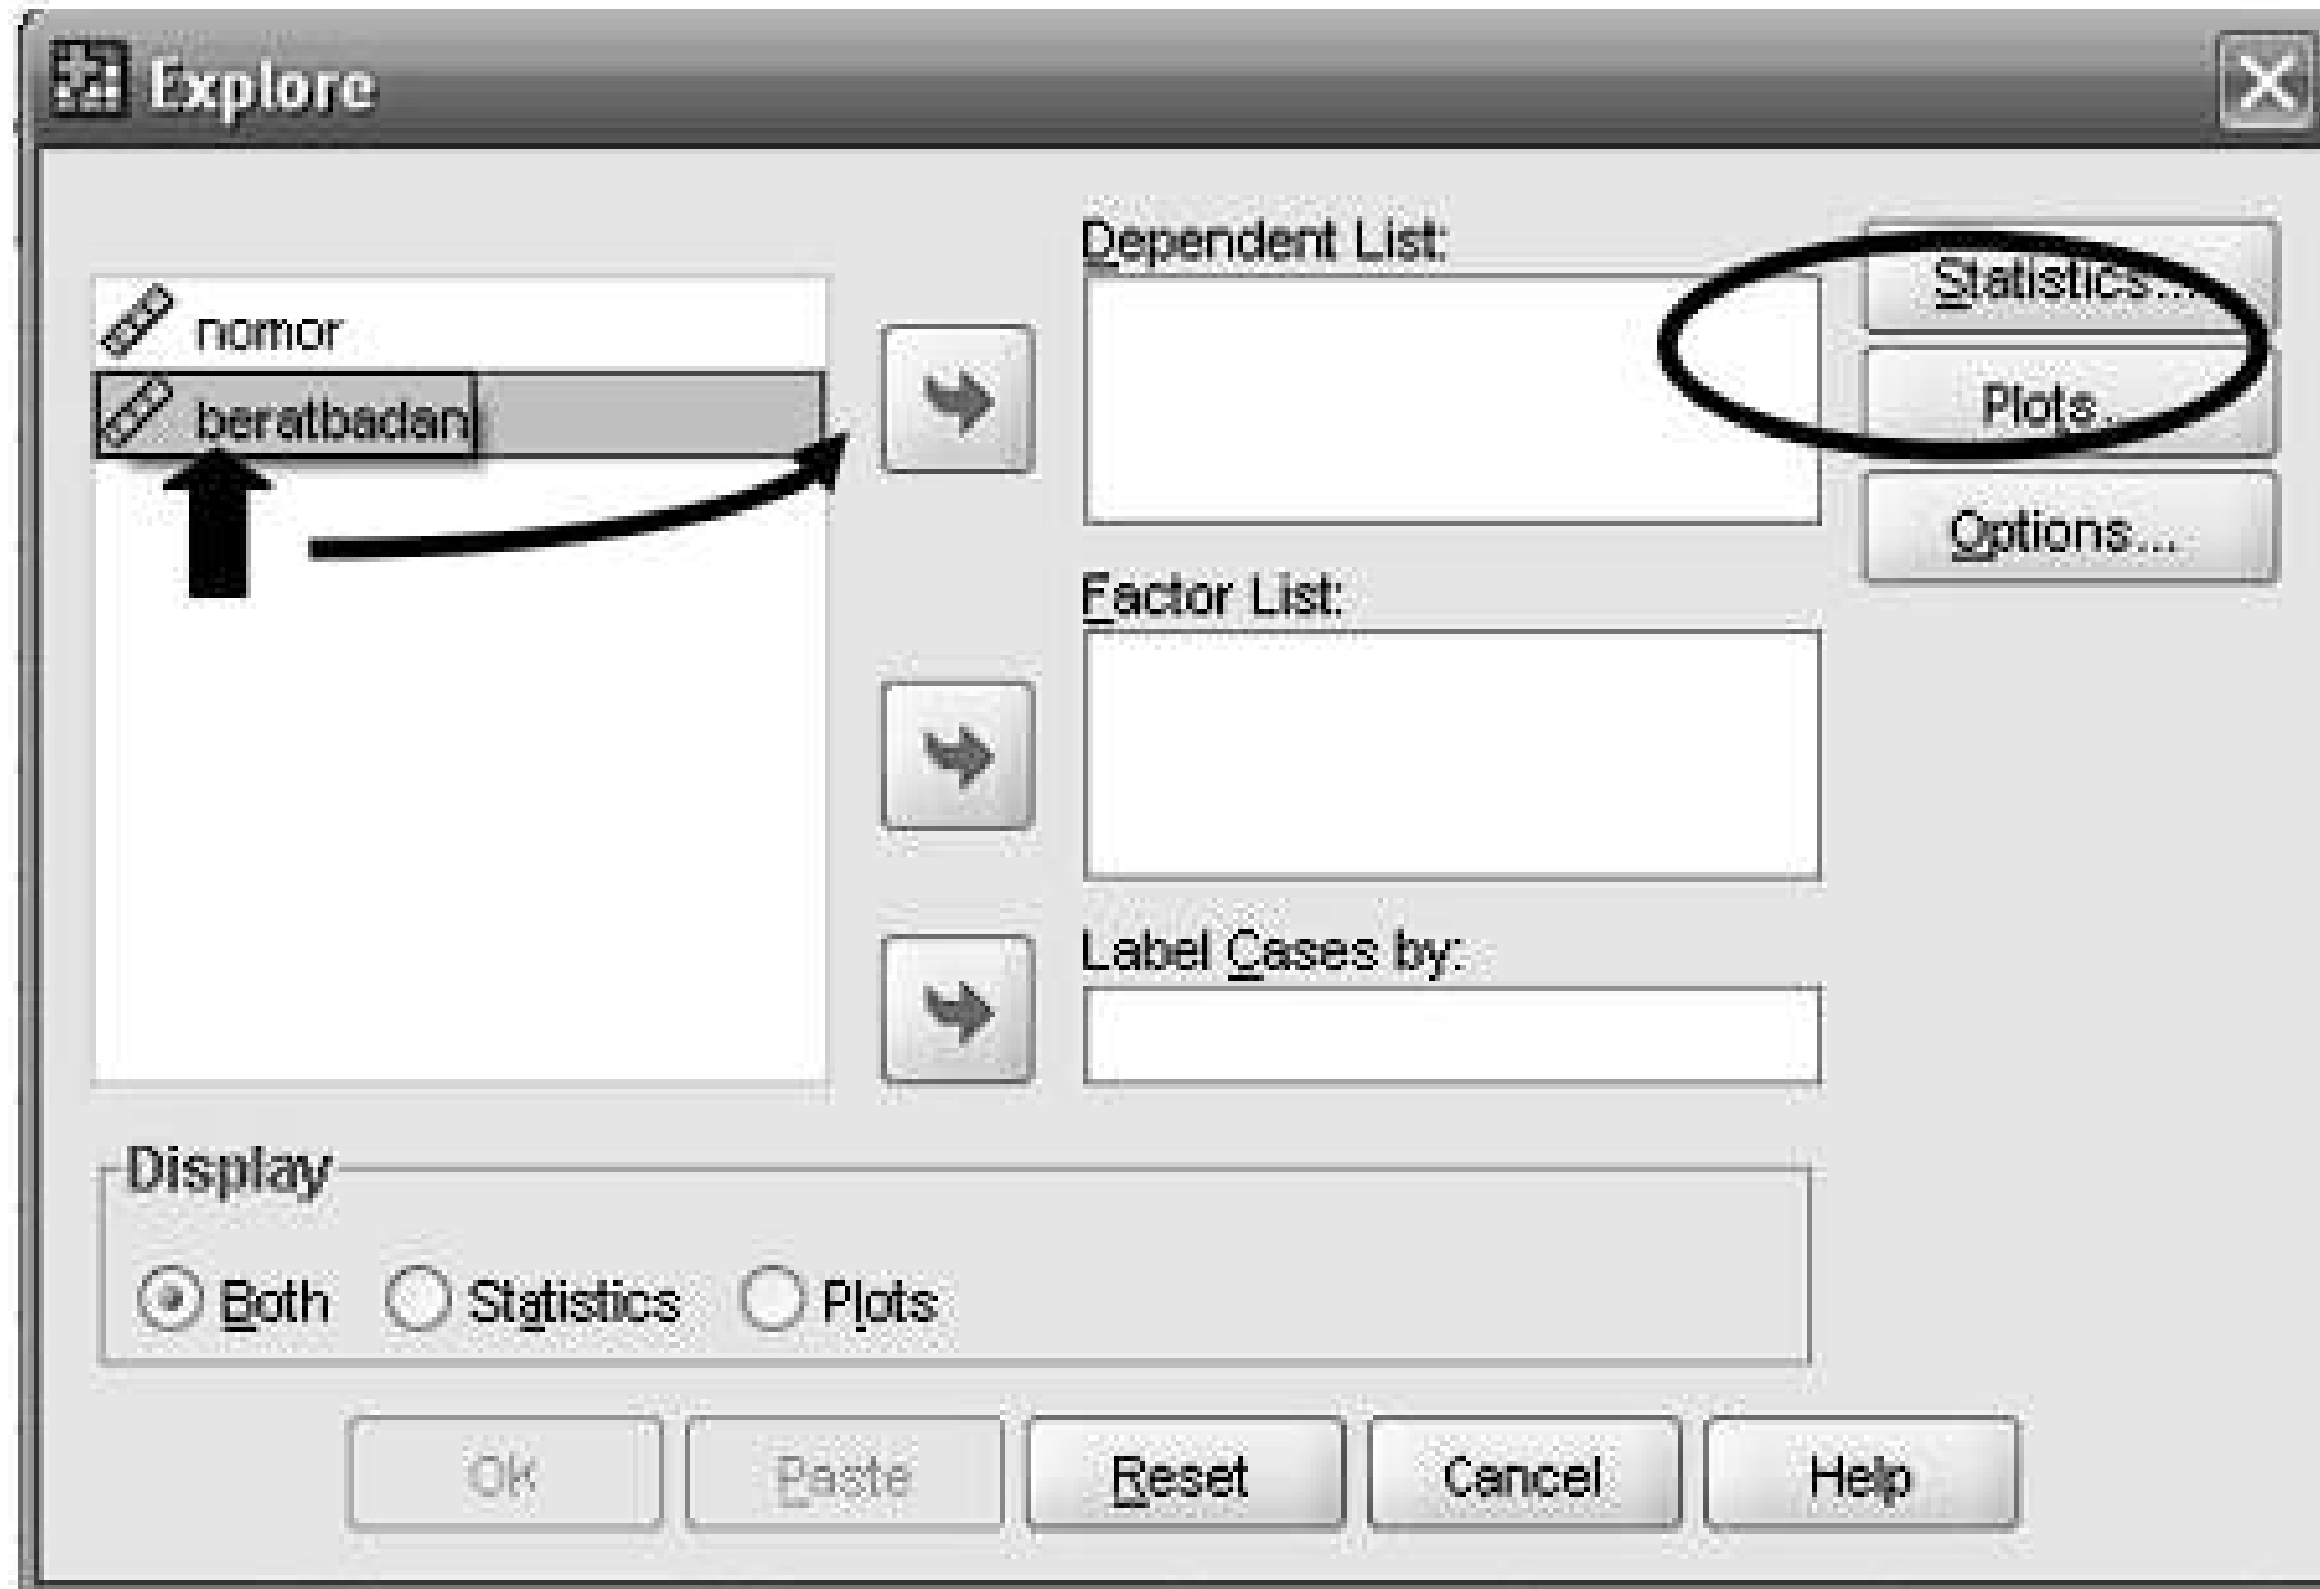 Explore
nomor
beratbadan
Dependent List:
Statistics...
Plots...
Options...
Factor List:
Label Cases by:
Display
Both Statistics Plots
OK Paste Reset Cancel Help